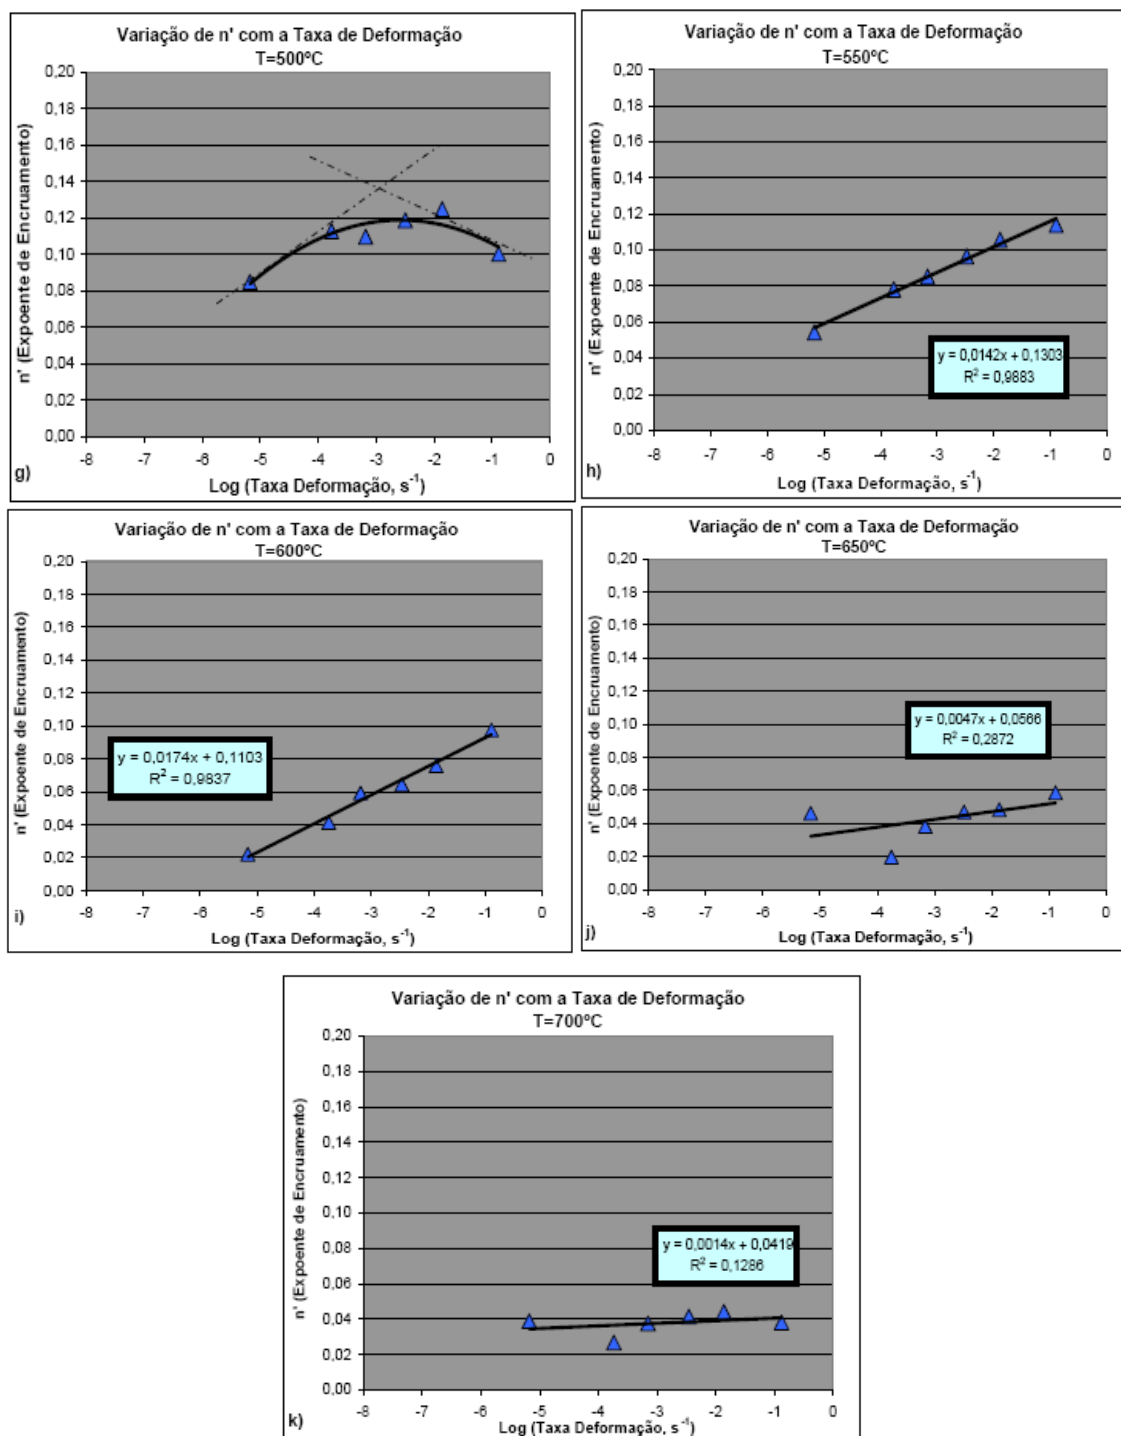 Variação de n' com a Taxa de Deformação
T=500ºC
n' (Expoente de Encruamento)
0,20
0,18
0,16
0,14
0,12
0,10
0,08
0,06
0,04
0,02
0,00
-8 -7 -6 -5 -4 -3 -2 -1 0
Log (Taxa Deformação, s-1)
g)
Variação de n' com a Taxa de Deformação
T=550ºC
n' (Expoente de Encruamento)
0,20
0,18
0,16
0,14
0,12
0,10
0,08
0,06
0,04
0,02
0,00
y = 0,0142x + 0,1303
R2 = 0,9883
-8 -7 -6 -5 -4 -3 -2 -1 0
Log (Taxa Deformação, s-1)
h)
Variação de n' com a Taxa de Deformação
T=600ºC
n' (Expoente de Encruamento)
0,20
0,18
0,16
0,14
0,12
0,10
0,08
0,06
0,04
0,02
0,00
y = 0,0174x + 0,1103
R2 = 0,9837
-8 -7 -6 -5 -4 -3 -2 -1 0
Log (Taxa Deformação, s-1)
i)
Variação de n' com a Taxa de Deformação
T=650ºC
n' (Expoente de Encruamento)
0,20
0,18
0,16
0,14
0,12
0,10
0,08
0,06
0,04
0,02
0,00
y = 0,0047x + 0,0566
R2 = 0,2872
-8 -7 -6 -5 -4 -3 -2 -1 0
Log (Taxa Deformação, s-1)
j)
Variação de n' com a Taxa de Deformação
T=700ºC
n' (Expoente de Encruamento)
0,20
0,18
0,16
0,14
0,12
0,10
0,08
0,06
0,04
0,02
0,00
y = 0,0014x + 0,0419
R2 = 0,1286
-8 -7 -6 -5 -4 -3 -2 -1 0
Log (Taxa Deformação, s-1)
k)